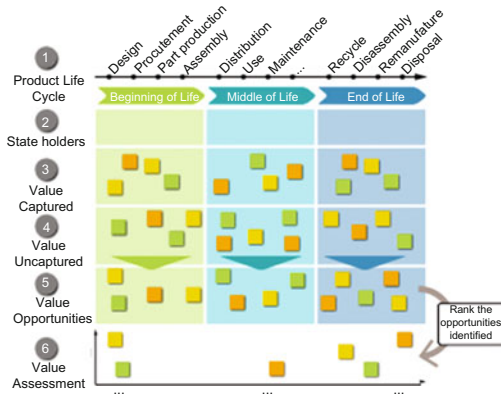 Design
Procutement
Part production
Assembly
Distribution
Use
Maintenance
...
Recycle
Disassembly
Remanufature
Disposal
1
Product Life
Cycle
Beginning of Life
Middle of Life
End of Life
2
State holders
3
Value
Captured
4
Value
Uncaptured
5
Value
Opportunities
Rank the
opportunities
identified
6
Value
Assessment
...
...
...